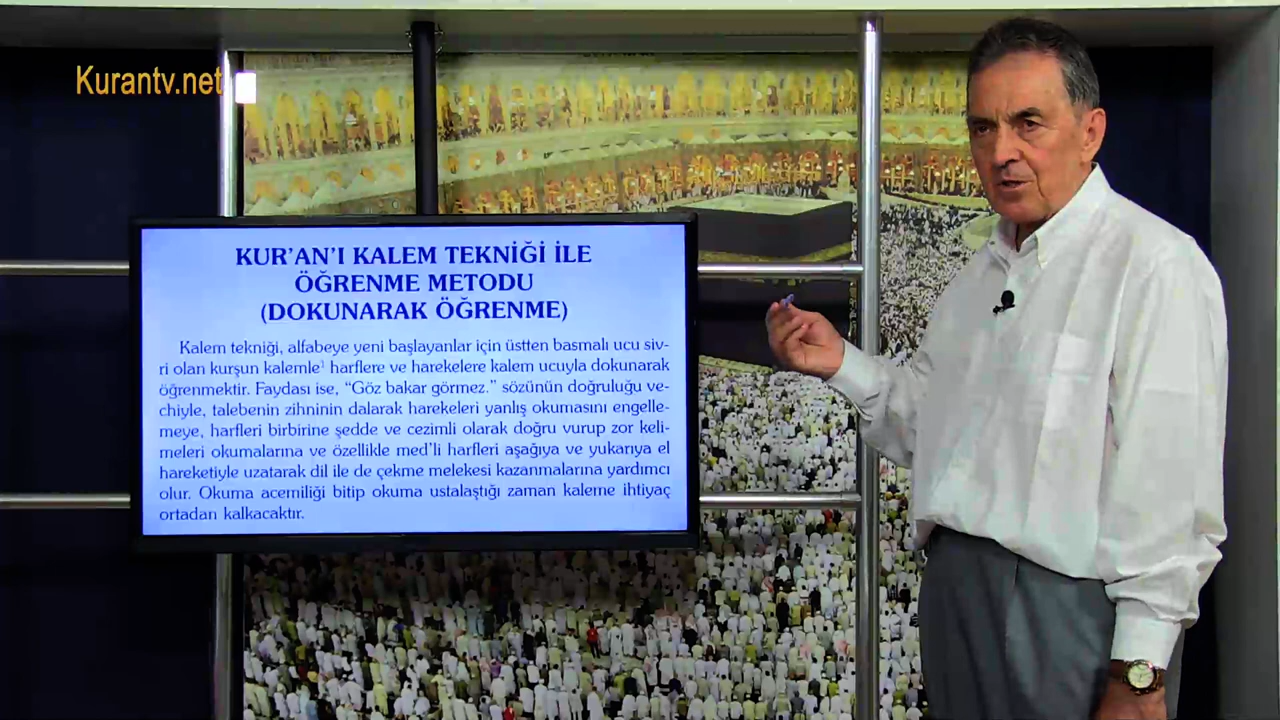 Kurantv.net
KUR'AN'I KALEM TEKNİĞİ İLE
ÖĞRENME METODU
(DOKUNARAK ÖĞRENME)
Kalem tekniği, alfabeye yeni başlayanlar için üstten basmalı ucu siv-
ri olan kurşun kalemle¹ harflere ve harekelere kalem ucuyla dokunarak
öğrenmektir. Faydası ise, “Göz bakar görmez.” sözünün doğruluğu ve-
chiyle, talebenin zihninin dalarak harekeleri yanlış okumasını engelle-
meye, harfleri birbirine şedde ve cezimli olarak doğru vurup zor keli-
meleri okumalarına ve özellikle med'li harfleri aşağıya ve yukarıya el
hareketiyle uzatarak dil ile de çekme melekesi kazanmalarına yardımcı
olur. Okuma acemiliği bitip okuma ustalaştığı zaman kaleme ihtiyaç
ortadan kalkacaktır.